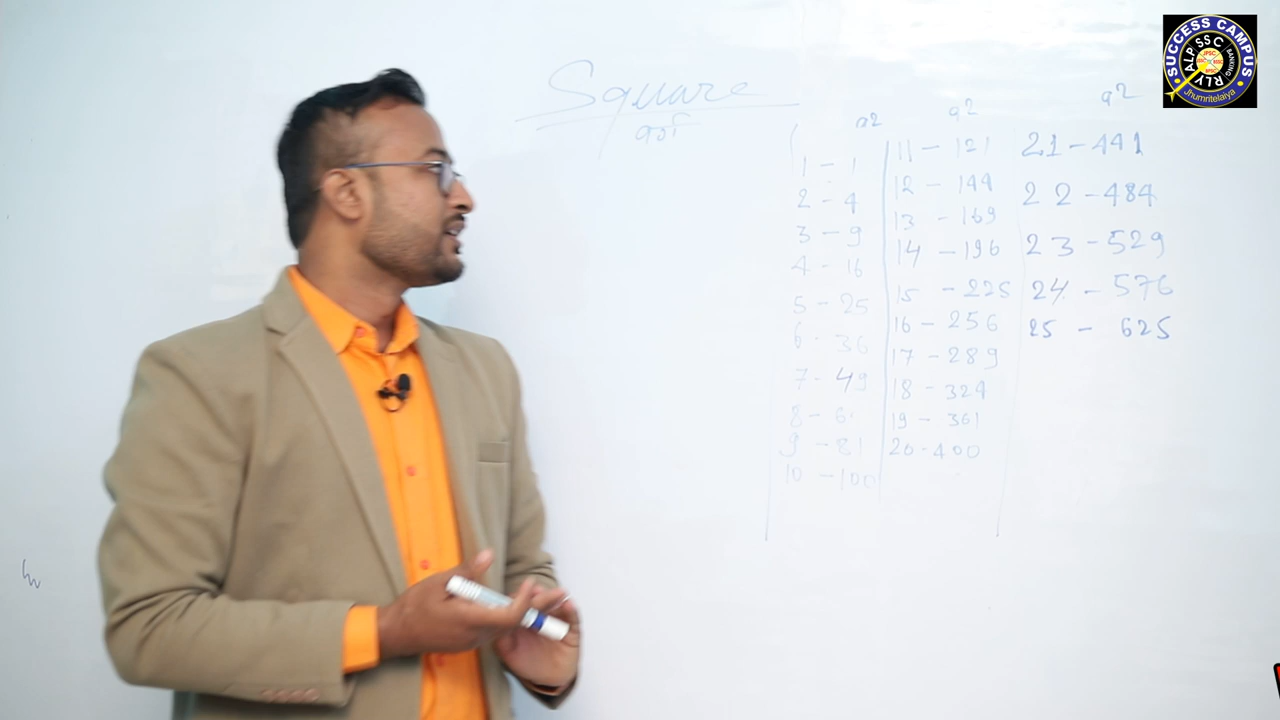 Square
वर्ग
a2
1 - 1
2 - 4
3 - 9
4 - 16
5 - 25
6 - 36
7 - 49
8 - 6
9 - 81
10 - 100
a2
11 - 121
12 - 144
13 - 169
14 - 196
15 - 225
16 - 256
17 - 289
18 - 324
19 - 361
20 - 400
a2
21 - 441
22 - 484
23 - 529
24 - 576
25 - 625
SUCCESS CAMPUS
RLY ALP SSC BANKING
JPSC
BPSC
Jhumritelaiya